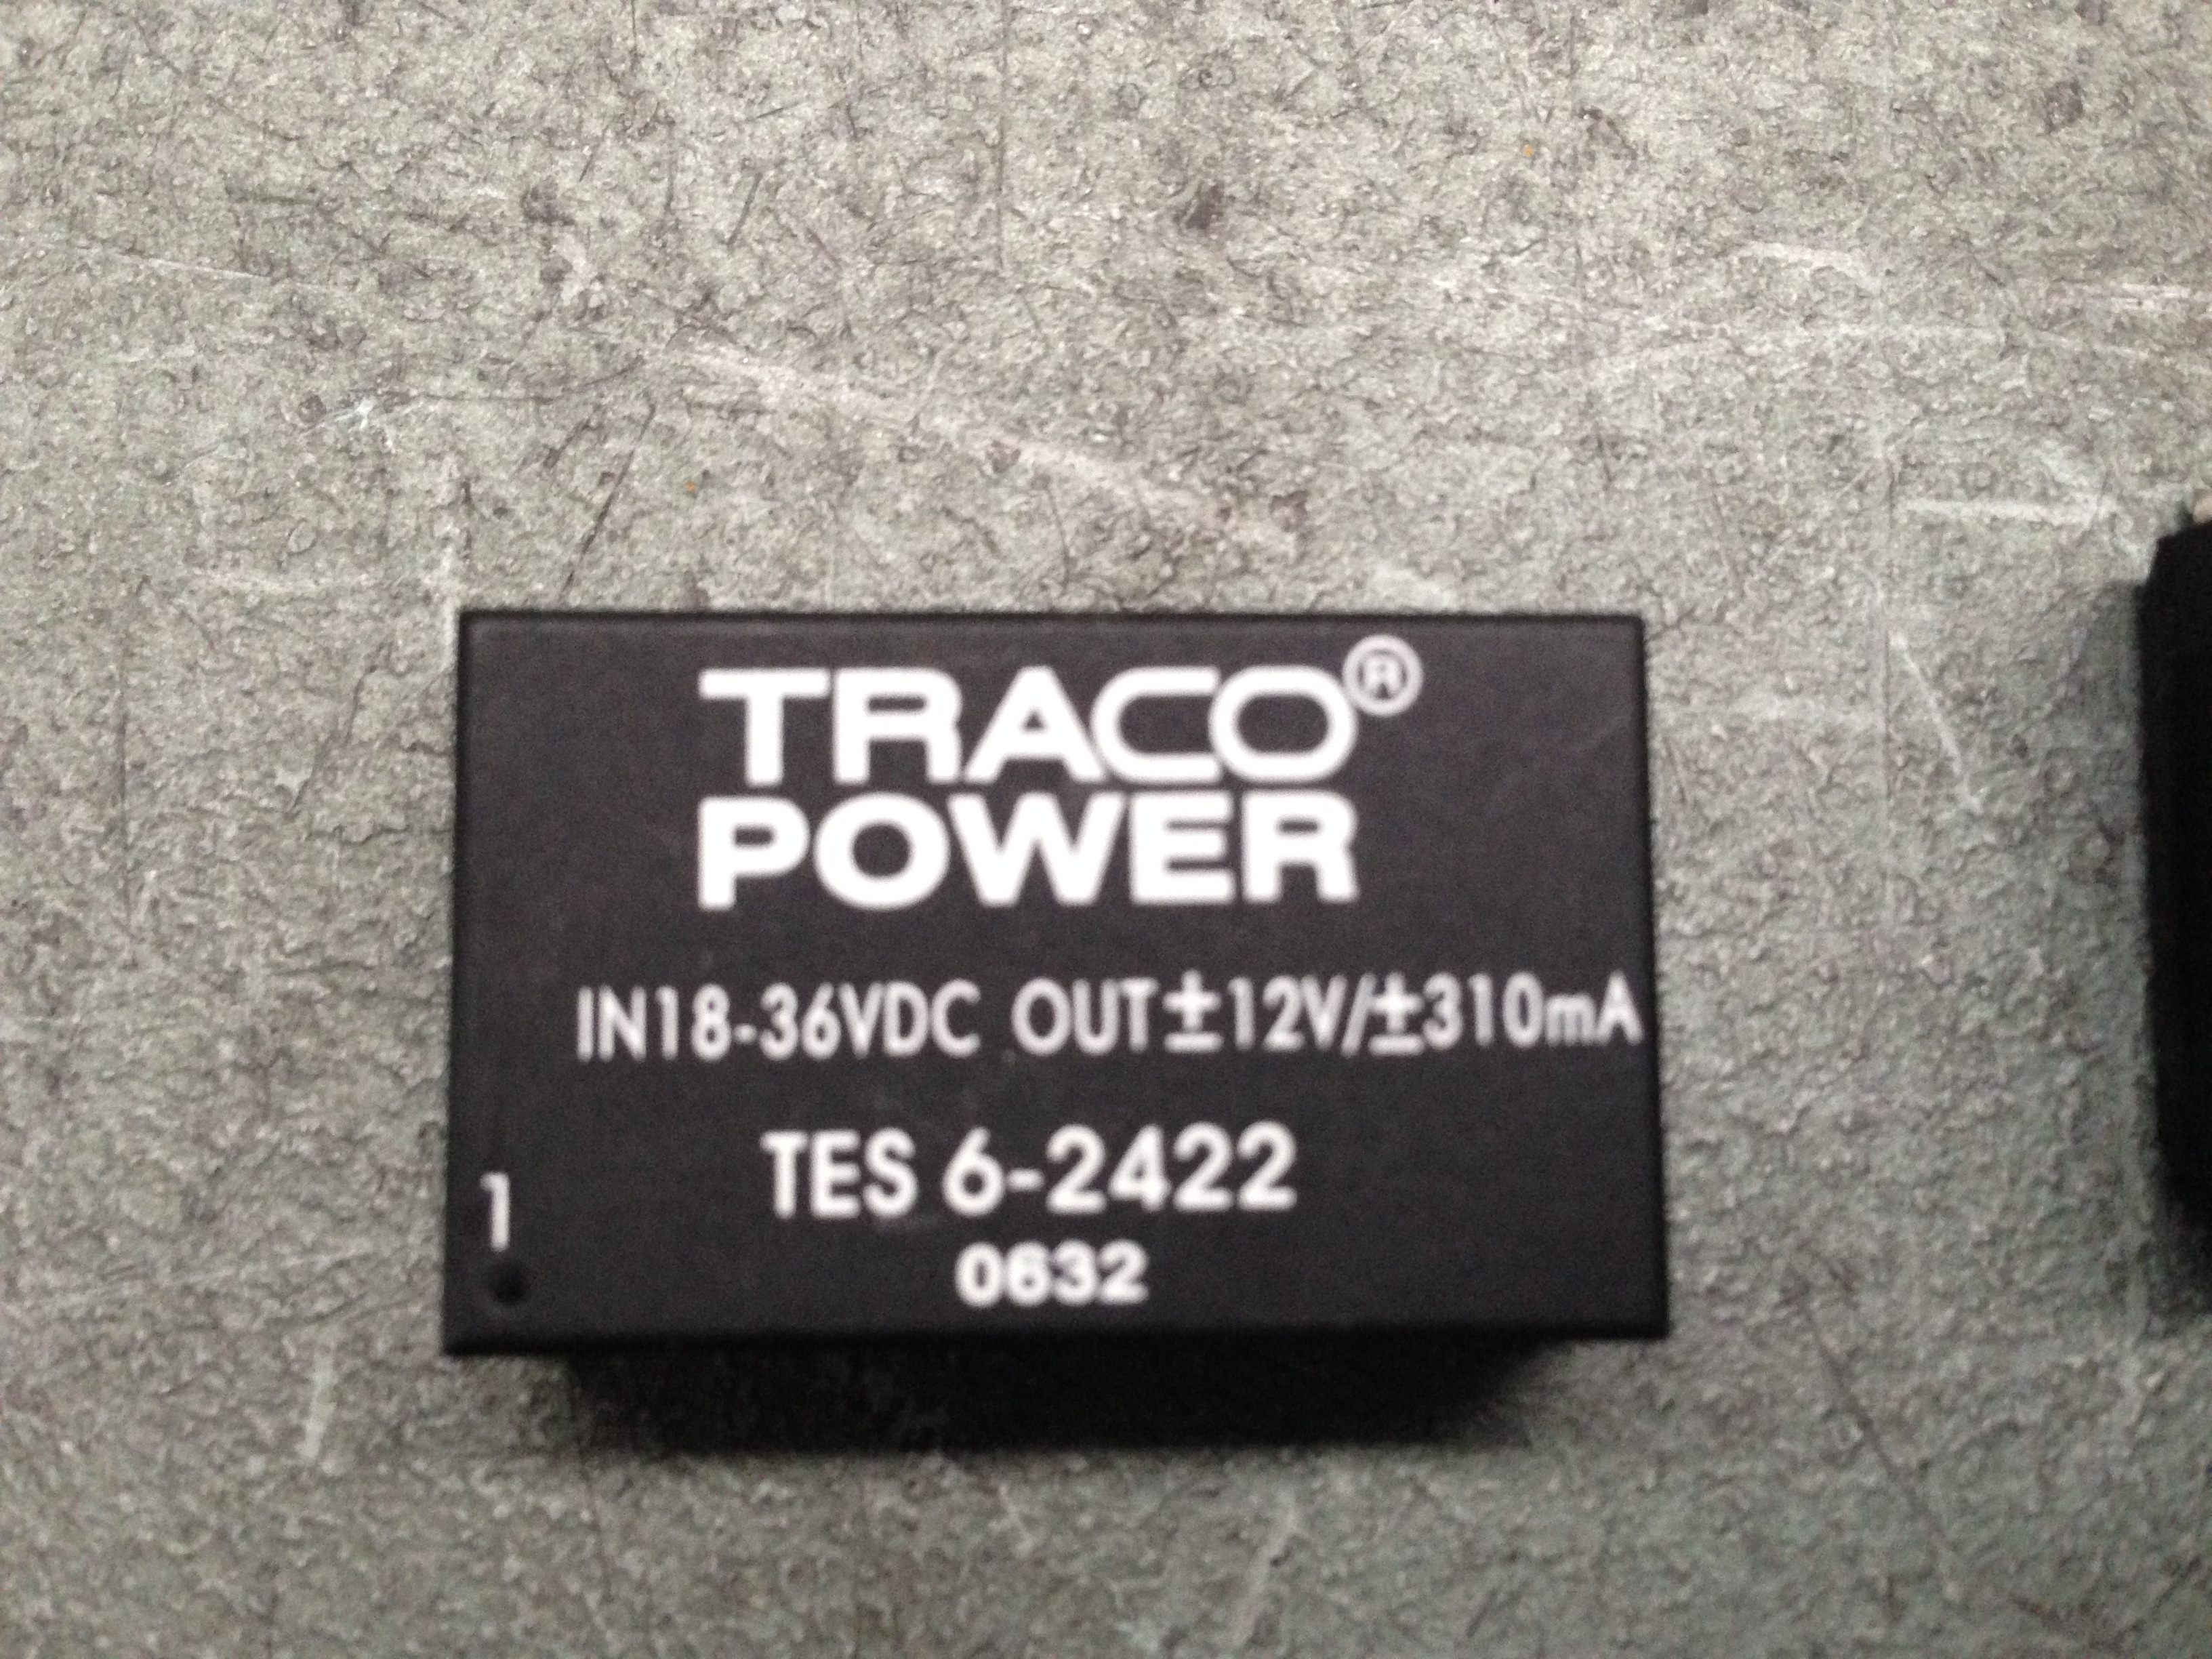 TRACO®
POWER
IN18-36VDC OUT±12V/±310mA
TES 6-2422
1
0632